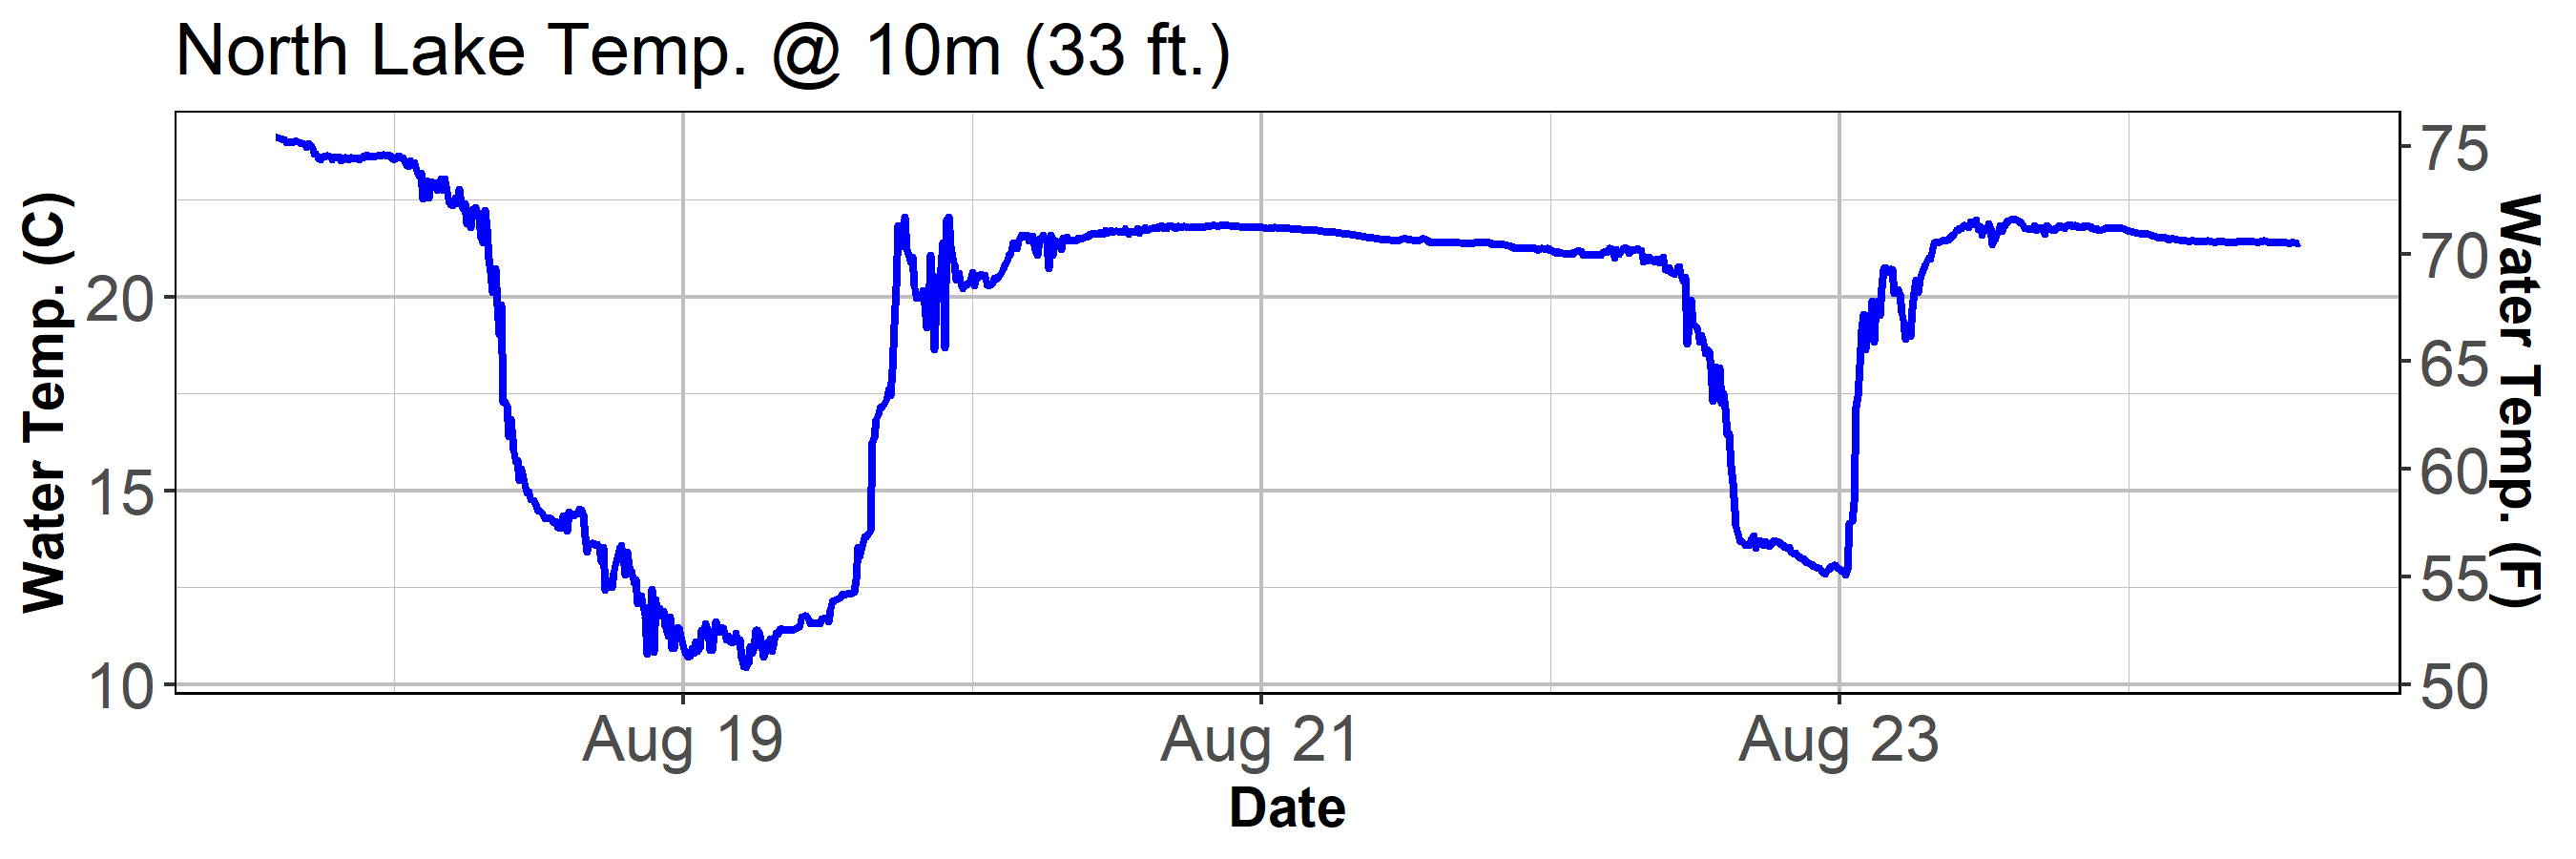 North Lake Temp. @ 10m (33 ft.)
Water Temp. (C)
20
15
10
75
70
65
60
55
50
Water Temp. (F)
Aug 19
Aug 21
Aug 23
Date